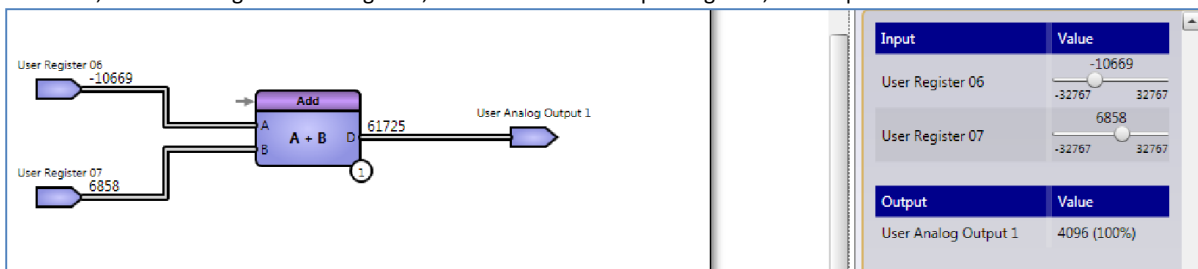 User Register 06
-10669
Add
A
A + B
D
B
61725
1
User Analog Output 1
User Register 07
6858
Input Value
User Register 06
-10669
-32767 32767
User Register 07
6858
-32767 32767
Output Value
User Analog Output 1 4096 (100%)